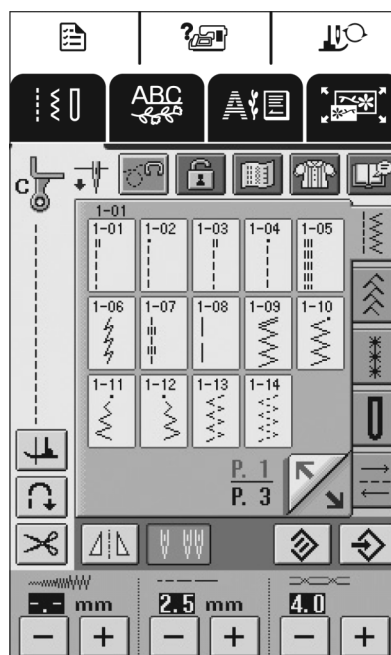 ?
ABC
A
C
1-01
1-01 1-02 1-03 1-04 1-05
1-06 1-07 1-08 1-09 1-10
1-11 1-12 1-13 1-14
P. 1
P. 3
-.- mm 2.5 mm 4.0
− + − + − +